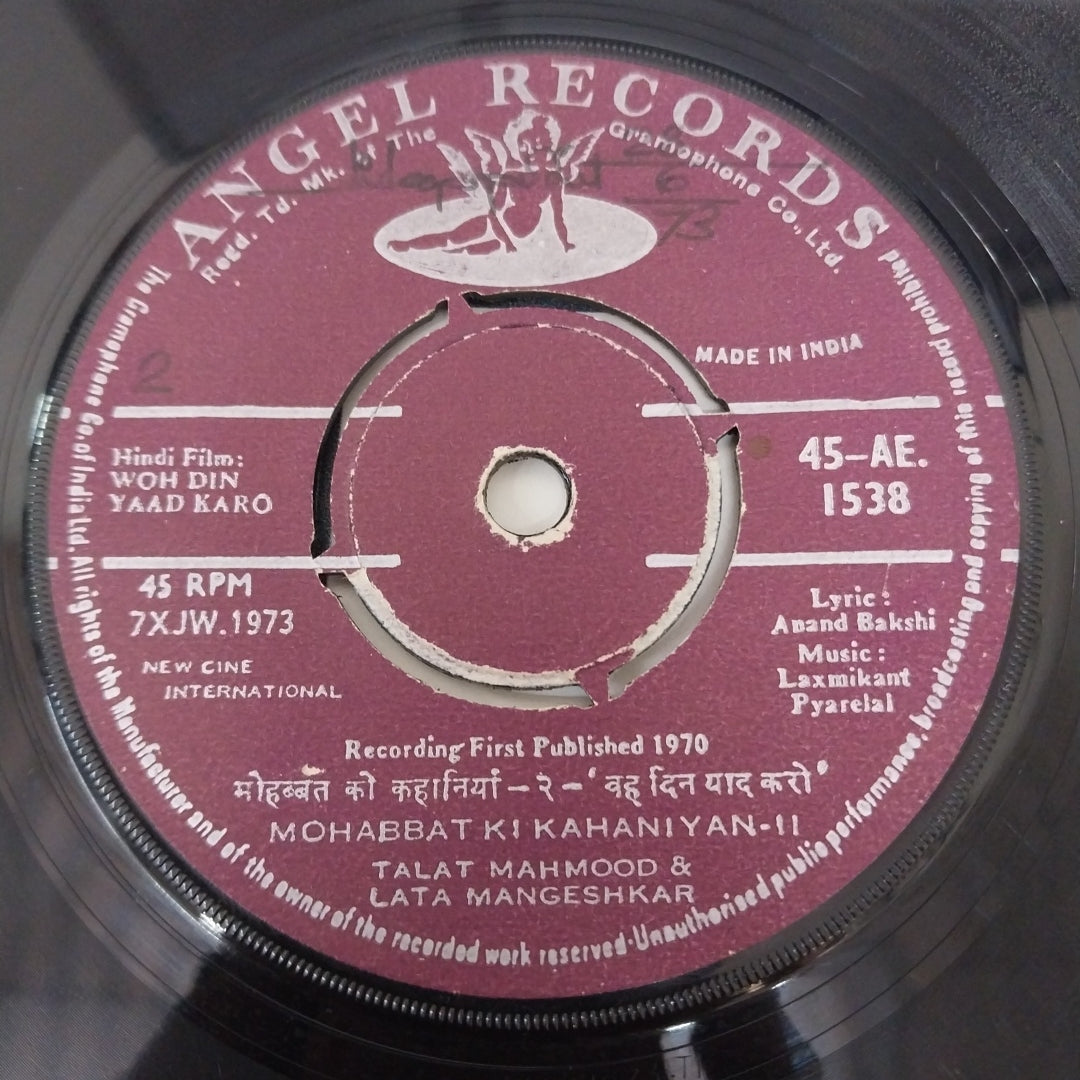 ANGEL RECORDS
Regd. Td. Mk. of The Gramophone Co., Ltd.
6
73
2
MADE IN INDIA
Hindi Film:
WOH DIN
YAAD KARO
45-AE.
1538
45 RPM
7XJW.1973
NEW CINE
INTERNATIONAL
Lyric :
Anand Bakshi
Music :
Laxmikant
Pyarelal
Recording First Published 1970
मोहब्बत की कहानियां - २ - ‘वह दिन याद करो’
MOHABBAT KI KAHANIYAN-II
TALAT MAHMOOD &
LATA MANGESHKAR
The Gramophone Co. of India Ltd. All rights of the Manufacturer and of the owner of the recorded work reserved·Unauthorised public performance, broadcasting and copying of this record prohibited